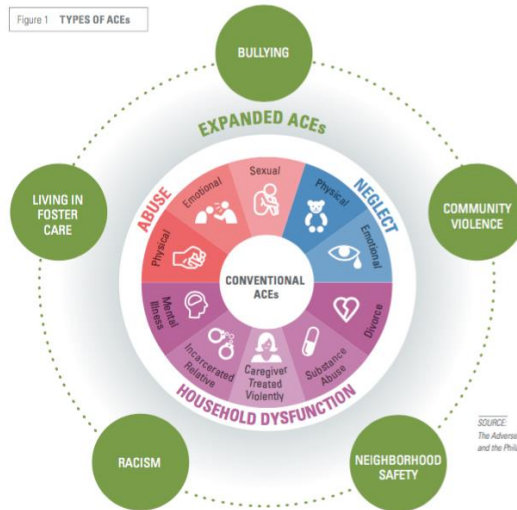 Figure 1 TYPES OF ACEs
BULLYING
EXPANDED ACEs
LIVING IN
FOSTER
CARE
COMMUNITY
VIOLENCE
ABUSE
Physical
Emotional
Sexual
NEGLECT
Physical
Emotional
CONVENTIONAL
ACEs
Mental
Illness
Incarcerated
Relative
Caregiver
Treated
Violently
Substance
Abuse
Divorce
HOUSEHOLD DYSFUNCTION
RACISM
NEIGHBORHOOD
SAFETY
SOURCE:
The Adverse
and the